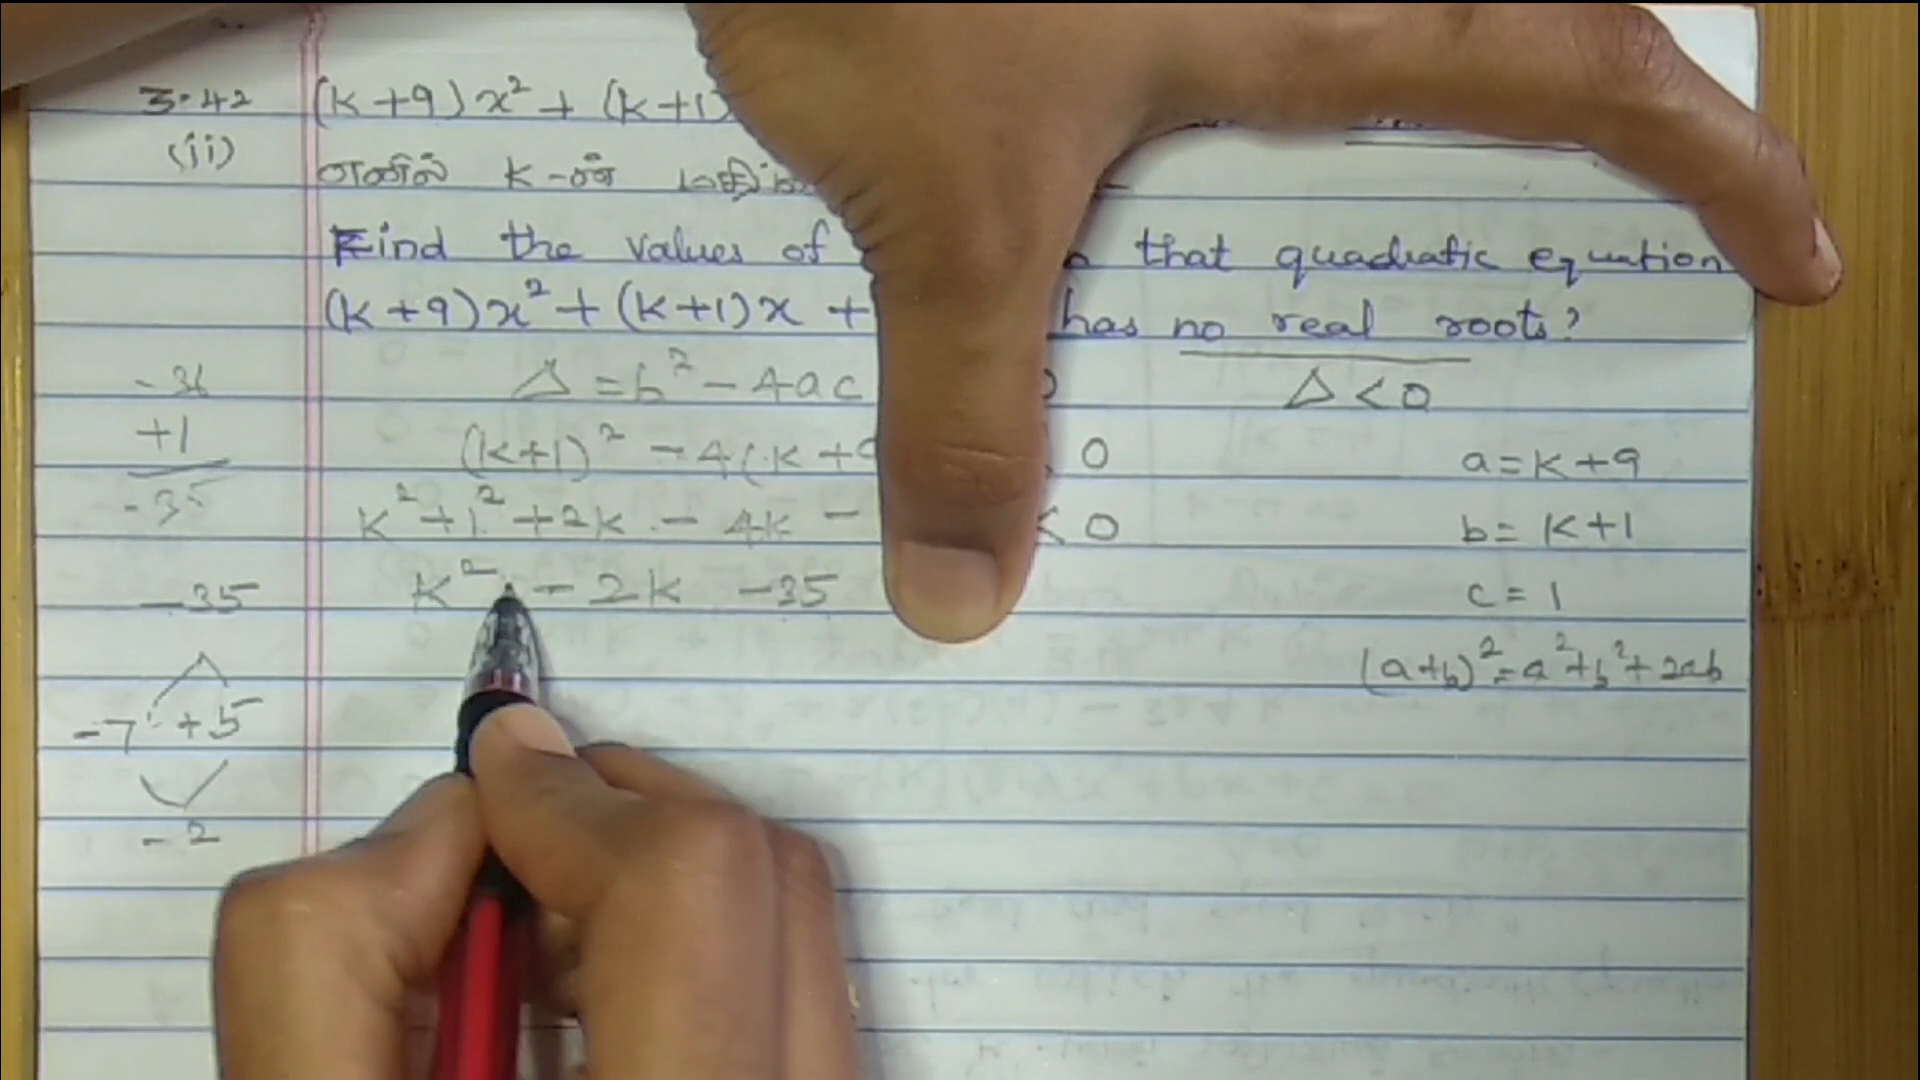 3.42 (k+9)x² + (k+1)
(ii) எனில் k-ன்
Find the values of that quadratic equation
(k+9)x² + (k+1)x + has no real roots?
-36 Δ = b² - 4ac Δ < 0
+1 (k+1)² - 4(k + 0 a = k+9
-35 k² + 1² + 2k - 4k - < 0 b = k+1
-35 k² - 2k - 35 c = 1
(a+b)² = a² + b² + 2ab
-7 +5
-2